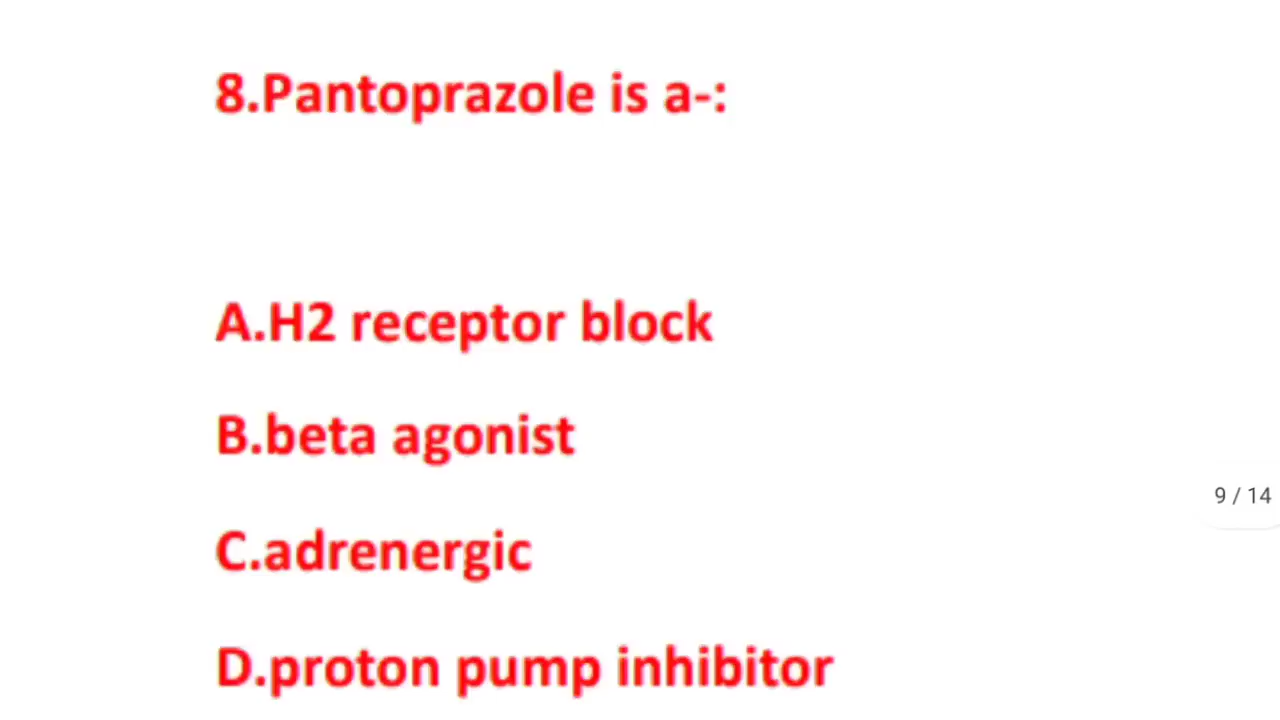 8.Pantoprazole is a-:
A.H2 receptor block
B.beta agonist
9 / 14
C.adrenergic
D.proton pump inhibitor